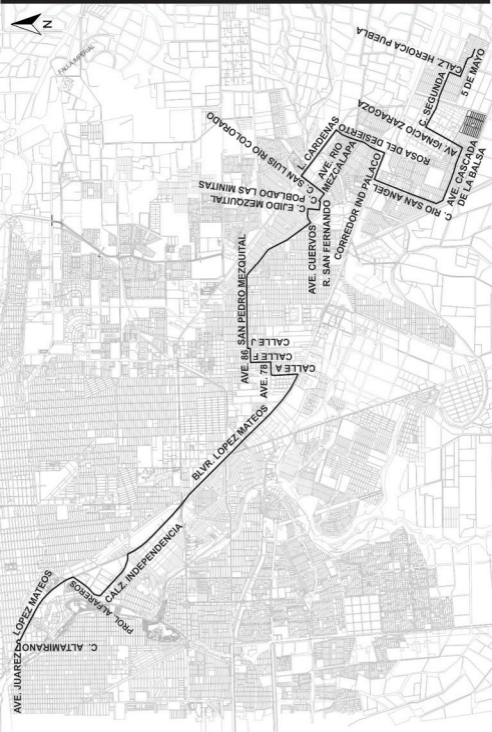 N
FALLA IMPERIAL
CALZ. HEROICA PUEBLA
5 DE MAYO
C. SEGUNDA
AV. IGNACIO ZARAGOZA
AVE. CASCADA
DE LA BALSA
ROSA DEL DESIERTO
C. RIO SAN ANGEL
L. CARDENAS
AVE. RIO
MEZCALAPA
CORREDOR IND PALACO
SAN LUIS RIO COLORADO
C. POBLADO LAS MINITAS
C. EJIDO MEZQUITAL
AVE. CUERVOS
R. SAN FERNANDO
SAN PEDRO MEZQUITAL
AVE. 86
CALLE J
CALLE F
AVE. 78
CALLE A
BLVR. LOPEZ MATEOS
CALZ. INDEPENDENCIA
PROL. ALFAREROS
LOPEZ MATEOS
AVE. JUAREZ
C. ALTAMIRANO